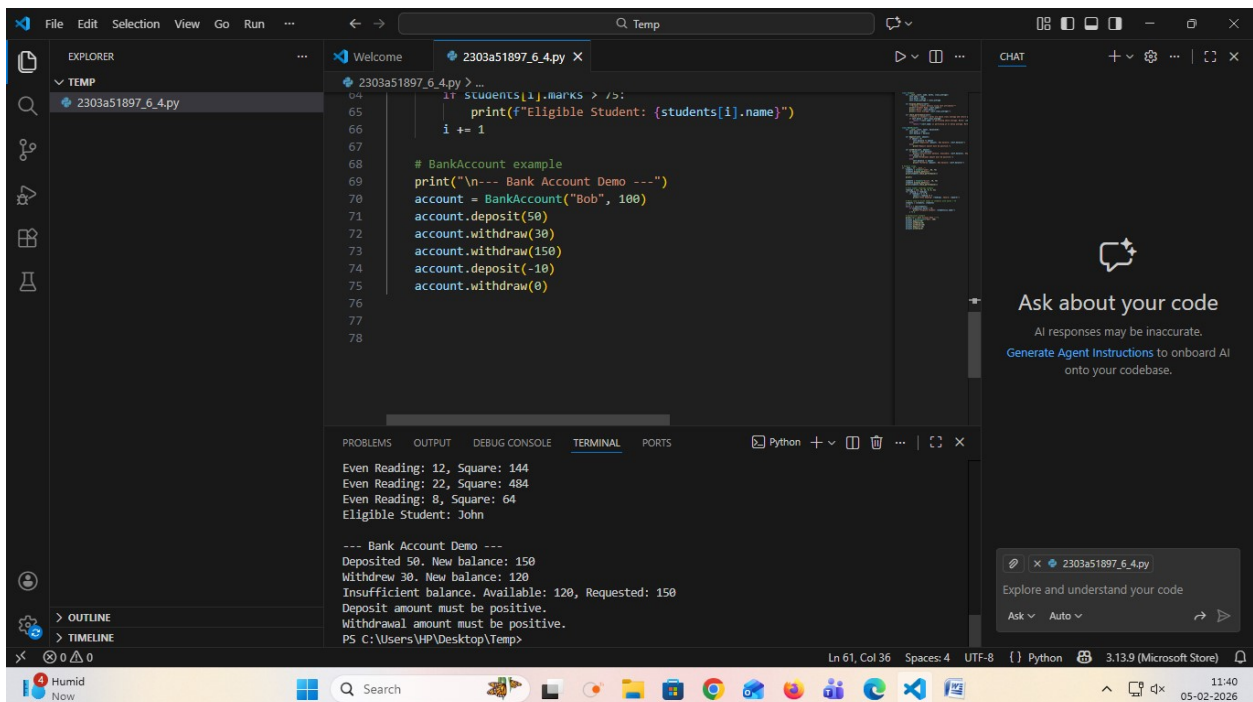 File Edit Selection View Go Run ··· Temp
EXPLORER
TEMP
2303a51897_6_4.py
OUTLINE
TIMELINE
Welcome 2303a51897_6_4.py
2303a51897_6_4.py > ...
64 if students[i].marks > 75:
65 print(f"Eligible Student: {students[i].name}")
66 i += 1
67
68 # BankAccount example
69 print("\n--- Bank Account Demo ---")
70 account = BankAccount("Bob", 100)
71 account.deposit(50)
72 account.withdraw(30)
73 account.withdraw(150)
74 account.deposit(-10)
75 account.withdraw(0)
76
77
78
PROBLEMS OUTPUT DEBUG CONSOLE TERMINAL PORTS Python
Even Reading: 12, Square: 144
Even Reading: 22, Square: 484
Even Reading: 8, Square: 64
Eligible Student: John
--- Bank Account Demo ---
Deposited 50. New balance: 150
Withdrew 30. New balance: 120
Insufficient balance. Available: 120, Requested: 150
Deposit amount must be positive.
Withdrawal amount must be positive.
PS C:\Users\HP\Desktop\Temp>
CHAT
Ask about your code
AI responses may be inaccurate.
Generate Agent Instructions to onboard AI
onto your codebase.
2303a51897_6_4.py
Explore and understand your code
Ask Auto
0 0 Ln 61, Col 36 Spaces: 4 UTF-8 {} Python 3.13.9 (Microsoft Store)
4 Humid
Now
Search
11:40
05-02-2026